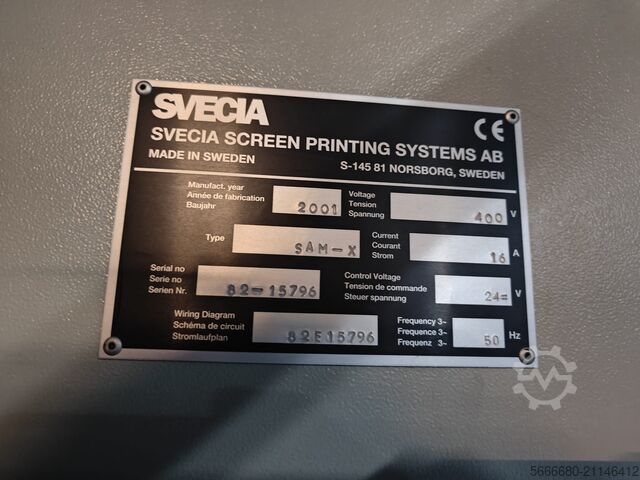 SVECIA
CE
SVECIA SCREEN PRINTING SYSTEMS AB
MADE IN SWEDEN
S-145 81 NORSBORG, SWEDEN
Manufact. year
Année de fabrication
Baujahr
2001
Voltage
Tension
Spannung
400
V
Type
SAM-X
Current
Courant
Strom
16
A
Serial no
Serie no
Serien Nr.
82-15796
Control Voltage
Tension de commande
Steuer spannung
24=
V
Wiring Diagram
Schéma de circuit
Stromlaufplan
82E15796
Frequency 3~
Frequence 3~
Frequenz 3~
50
Hz
5666680-21146412